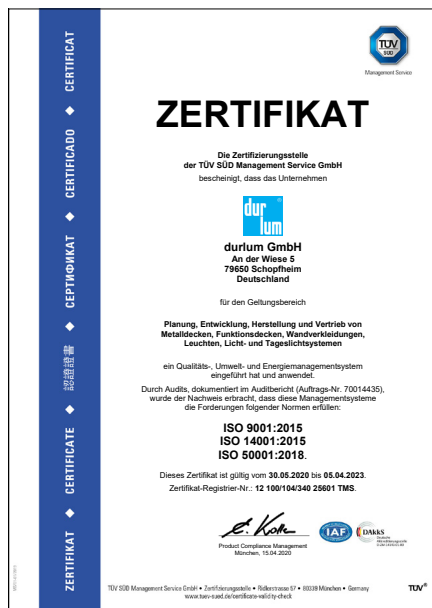 TÜV
SÜD
Management Service
ZERTIFIKAT
Die Zertifizierungsstelle
der TÜV SÜD Management Service GmbH
bescheinigt, dass das Unternehmen
dur
lum
durlum GmbH
An der Wiese 5
79650 Schopfheim
Deutschland
für den Geltungsbereich
Planung, Entwicklung, Herstellung und Vertrieb von
Metalldecken, Funktionsdecken, Wandverkleidungen,
Leuchten, Licht- und Tageslichtsystemen
ein Qualitäts-, Umwelt- und Energiemanagementsystem
eingeführt hat und anwendet.
Durch Audits, dokumentiert im Auditbericht (Auftrags-Nr. 70014435),
wurde der Nachweis erbracht, dass diese Managementsysteme
die Forderungen folgender Normen erfüllen:
ISO 9001:2015
ISO 14001:2015
ISO 50001:2018.
Dieses Zertifikat ist gültig vom 30.05.2020 bis 05.04.2023.
Zertifikat-Registrier-Nr.: 12 100/104/340 25601 TMS.
Product Compliance Management
München, 15.04.2020
IAF
DAkkS
TÜV SÜD Management Service GmbH • Zertifizierungsstelle • Ridlerstrasse 57 • 80339 München • Germany
www.tuev-sued.de/certificate-validity-check
TÜV®
ZERTIFIKAT ◆ CERTIFICATE ◆ 認證證書 ◆ СЕРТИФИКАТ ◆ CERTIFICADO ◆ CERTIFICAT